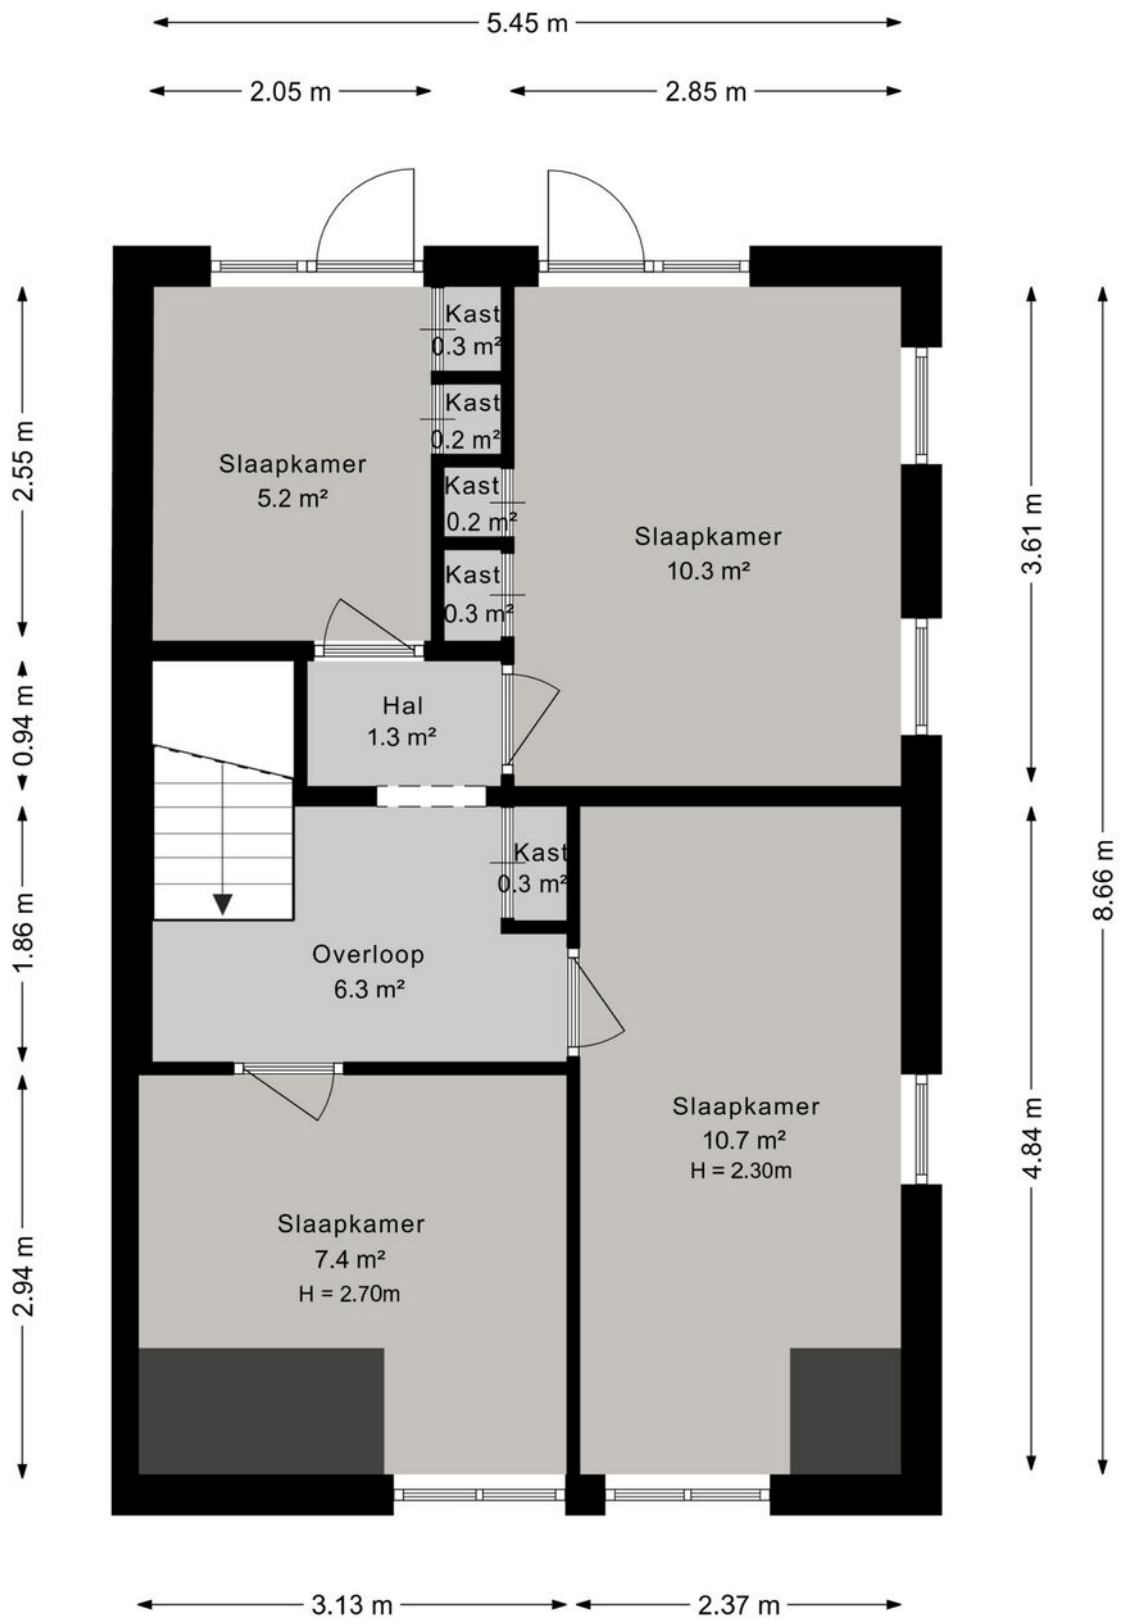 5.45 m
2.05 m
2.85 m
Kast
0.3 m²
Kast
0.2 m²
Slaapkamer
5.2 m²
Kast
0.2 m²
Kast
0.3 m²
Slaapkamer
10.3 m²
2.55 m
3.61 m
Hal
1.3 m²
0.94 m
Kast
0.3 m²
8.66 m
1.86 m
Overloop
6.3 m²
Slaapkamer
10.7 m²
H = 2.30m
4.84 m
Slaapkamer
7.4 m²
H = 2.70m
2.94 m
3.13 m
2.37 m